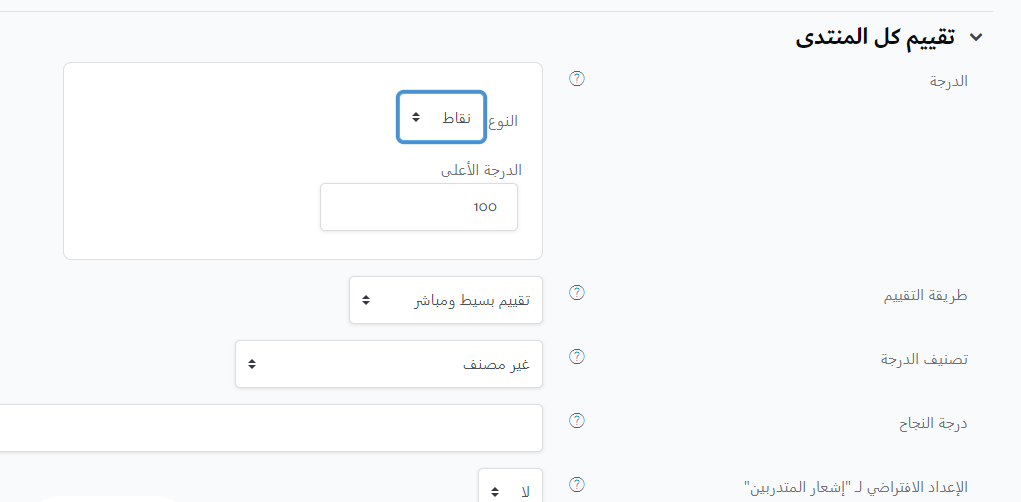 تقييم كل المنتدى
الدرجة
النوع نقاط
الدرجة الأعلى
100
طريقة التقييم
تقييم بسيط ومباشر
تصنيف الدرجة
غير مصنف
درجة النجاح
الإعداد الافتراضي لـ "إشعار المتدربين"
لا